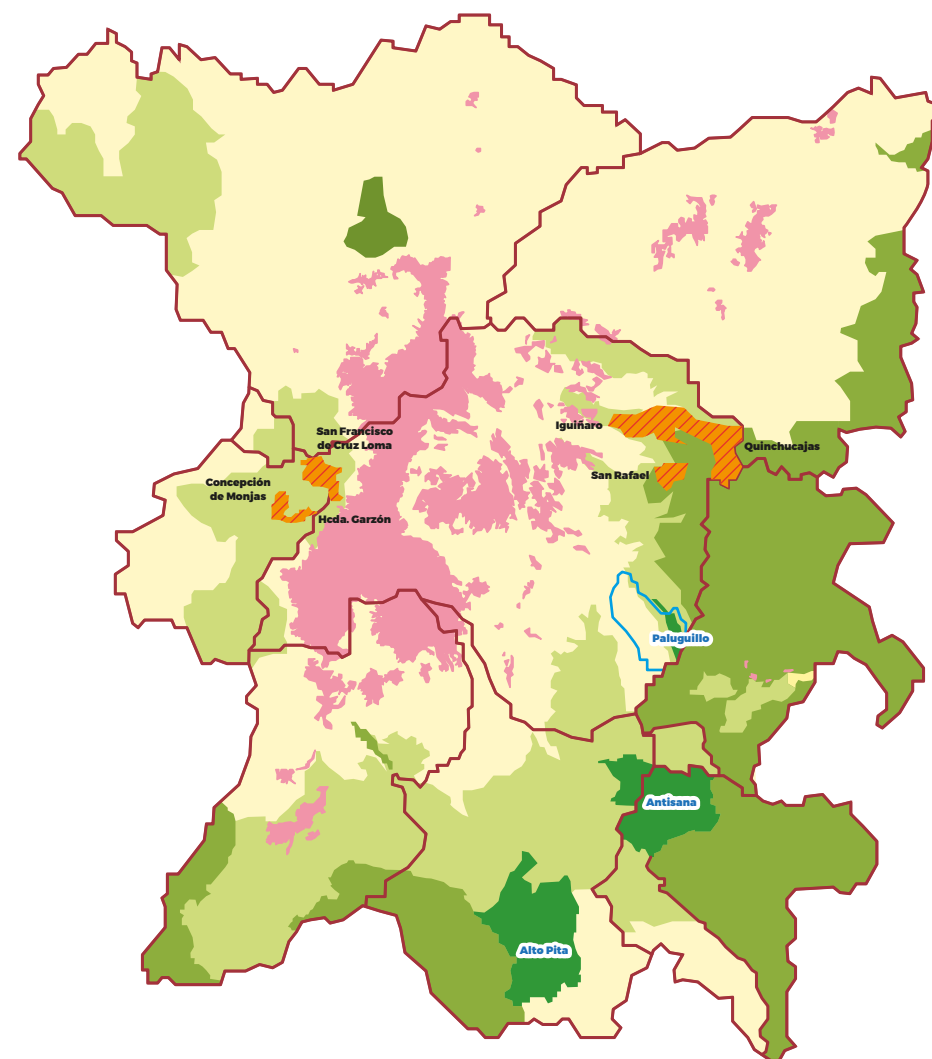 Iguiñaro
San Francisco
de Cruz Loma
Quinchucajas
San Rafael
Concepción
de Monjas
Hcda. Garzón
Paluguillo
Antisana
Alto Pita